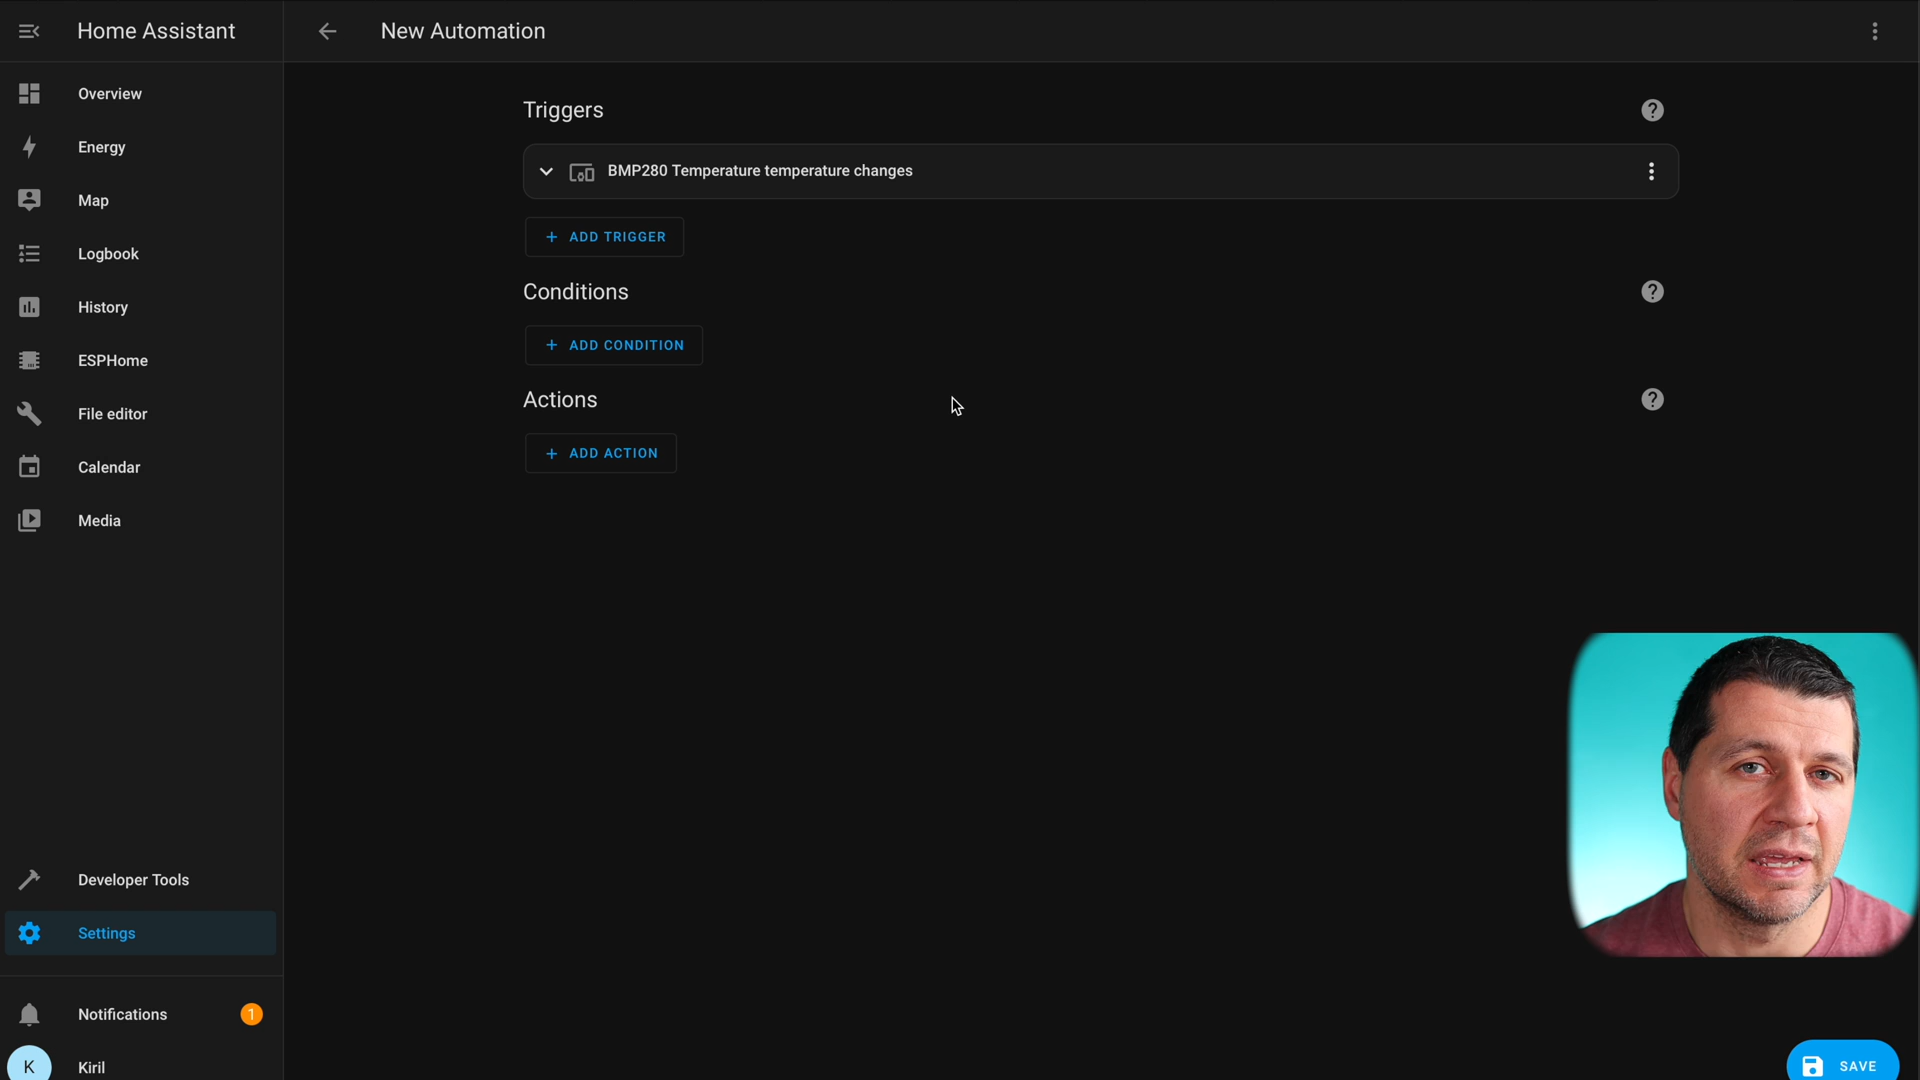 Home Assistant
New Automation
Overview
Energy
Map
Logbook
History
ESPHome
File editor
Calendar
Media
Developer Tools
Settings
Notifications
1
K
Kiril
Triggers
BMP280 Temperature temperature changes
+ ADD TRIGGER
Conditions
+ ADD CONDITION
Actions
+ ADD ACTION
SAVE